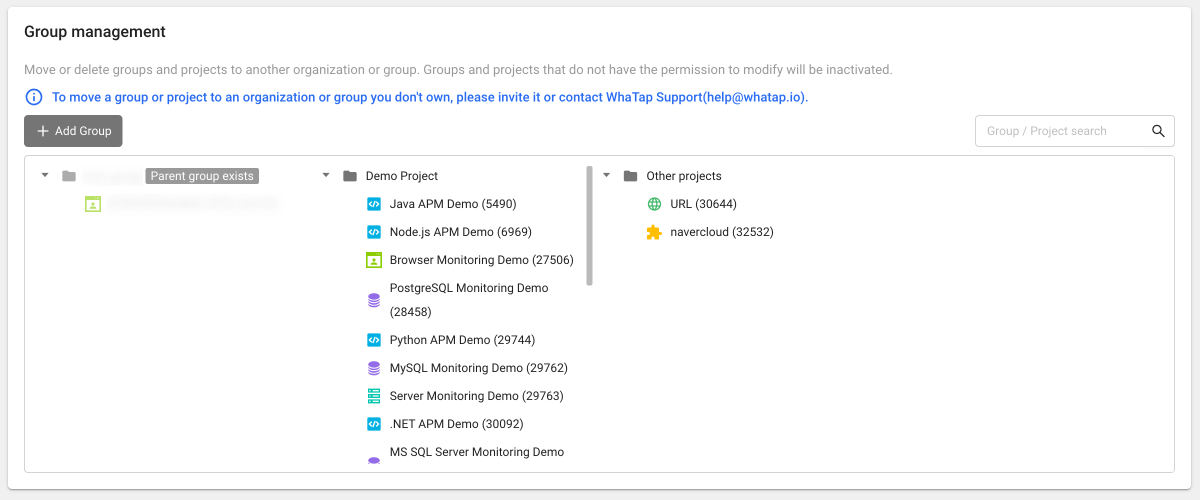 Group management
Move or delete groups and projects to another organization or group. Groups and projects that do not have the permission to modify will be inactivated.
To move a group or project to an organization or group you don't own, please invite it or contact WhaTap Support(help@whatap.io).
Add Group
Group / Project search
Parent group exists
Demo Project
Java APM Demo (5490)
Node.js APM Demo (6969)
Browser Monitoring Demo (27506)
PostgreSQL Monitoring Demo
(28458)
Python APM Demo (29744)
MySQL Monitoring Demo (29762)
Server Monitoring Demo (29763)
.NET APM Demo (30092)
MS SQL Server Monitoring Demo
Other projects
URL (30644)
navercloud (32532)